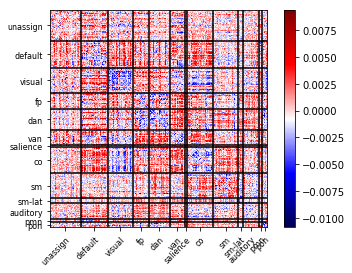 unassign
default
visual
fp
dan
van
salience
co
sm
sm-lat
auditory
pmn
pon
unassign
default
visual
fp
dan
van
salience
co
sm
sm-lat
auditory
0.0075
0.0050
0.0025
0.0000
−0.0025
−0.0050
−0.0075
−0.0100